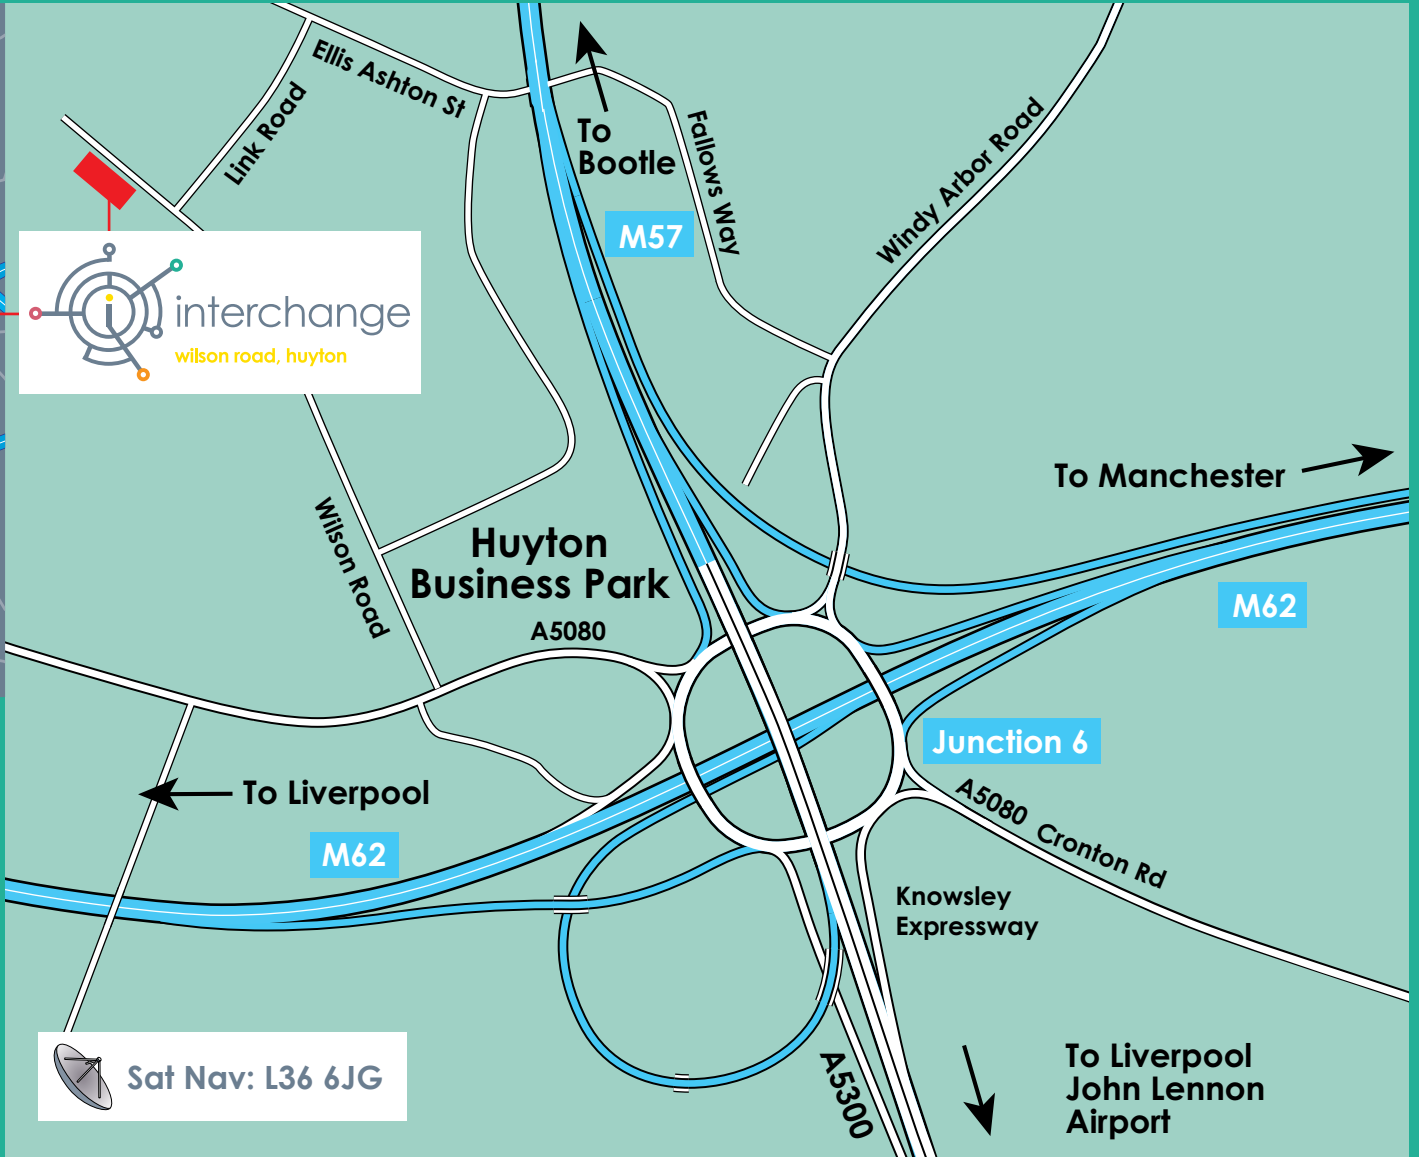 Ellis Ashton St
Link Road
To
Bootle
Fallows Way
Windy Arbor Road
M57
interchange
wilson road, huyton
To Manchester
Wilson Road
Huyton
Business Park
A5080
M62
Junction 6
To Liverpool
M62
A5080 Cronton Rd
Knowsley
Expressway
A5300
To Liverpool
John Lennon
Airport
Sat Nav: L36 6JG